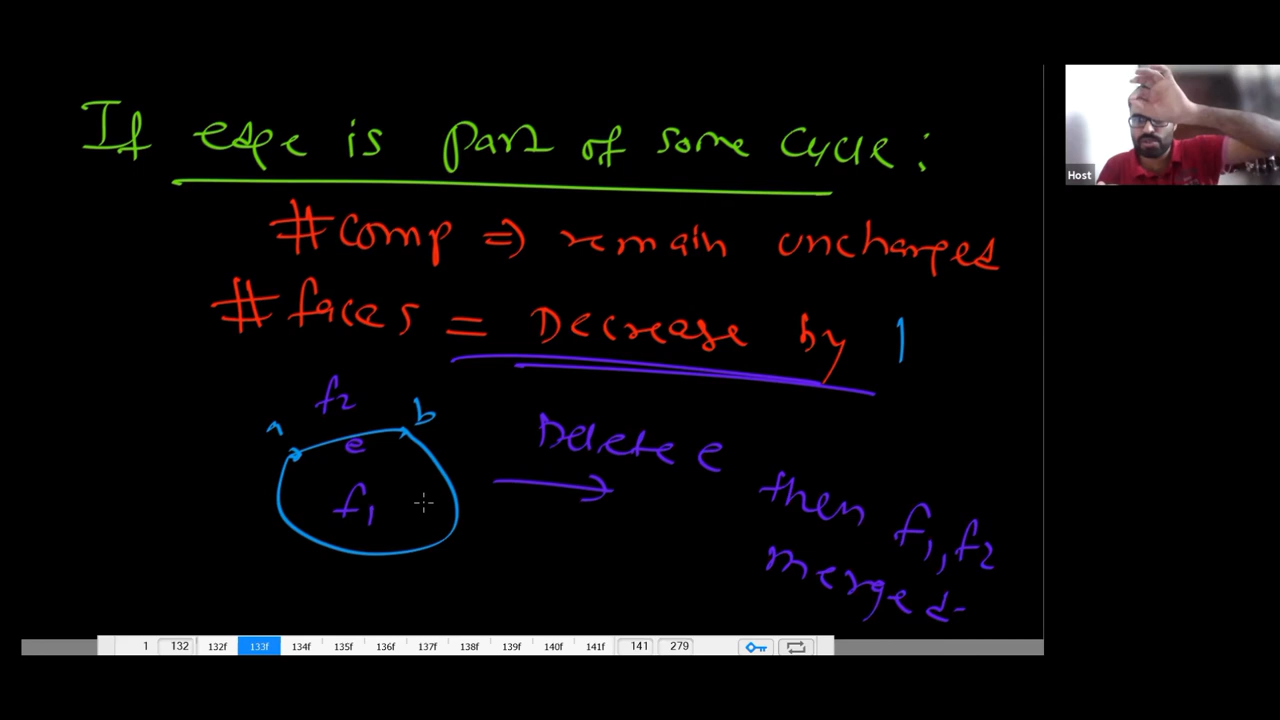 If edge is part of some cycle:
#comp ⇒ remain unchanges
#faces = Decrease by 1
f2
a b
e
f1
Delete e
then f1, f2
merged
Host
1 132 132f 133f 134f 135f 136f 137f 138f 139f 140f 141f 141 279